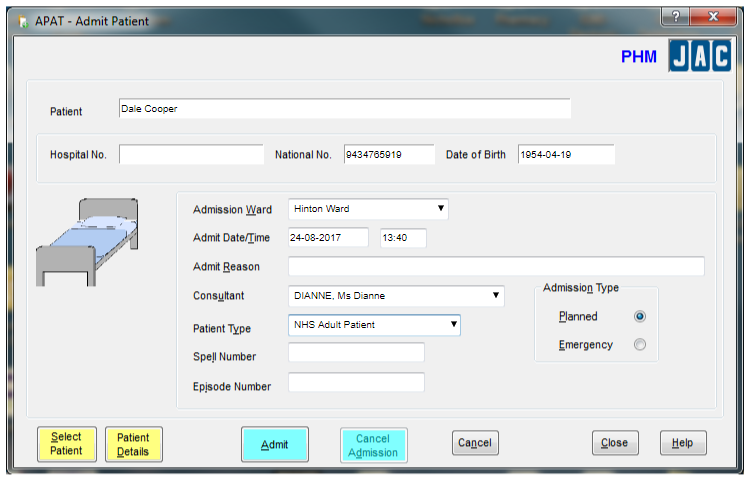 APAT - Admit Patient
PHM JAC
Patient Dale Cooper
Hospital No. National No. 9434765919 Date of Birth 1954-04-19
Admission Ward Hinton Ward
Admit Date/Time 24-08-2017 13:40
Admit Reason
Consultant DIANNE, Ms Dianne
Admission Type
Patient Type NHS Adult Patient
Planned
Spell Number
Emergency
Episode Number
Select Patient
Patient Details
Admit
Cancel Admission
Cancel
Close
Help